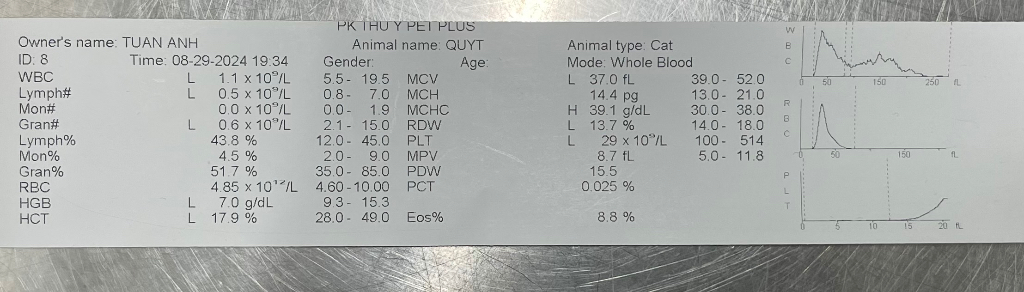 PK THU Y PET PLUS
Owner's name: TUAN ANH Animal name: QUYT Animal type: Cat
ID: 8 Time: 08-29-2024 19:34 Gender: Age: Mode: Whole Blood
WBC L 1.1 x 10^9/L 5.5 - 19.5 MCV L 37.0 fL 39.0 - 52.0
Lymph# L 0.5 x 10^9/L 0.8 - 7.0 MCH 14.4 pg 13.0 - 21.0
Mon# 0.0 x 10^9/L 0.0 - 1.9 MCHC H 39.1 g/dL 30.0 - 38.0
Gran# L 0.6 x 10^9/L 2.1 - 15.0 RDW L 13.7 % 14.0 - 18.0
Lymph% 43.8 % 12.0 - 45.0 PLT L 29 x 10^9/L 100 - 514
Mon% 4.5 % 2.0 - 9.0 MPV 8.7 fL 5.0 - 11.8
Gran% 51.7 % 35.0 - 85.0 PDW 15.5
RBC 4.85 x 10^12/L 4.60 - 10.00 PCT 0.025 %
HGB L 7.0 g/dL 9.3 - 15.3
HCT L 17.9 % 28.0 - 49.0 Eos% 8.8 %
WBC
0 50 150 250 fL
RBC
0 50 150 fL
PLT
0 5 10 15 20 fL